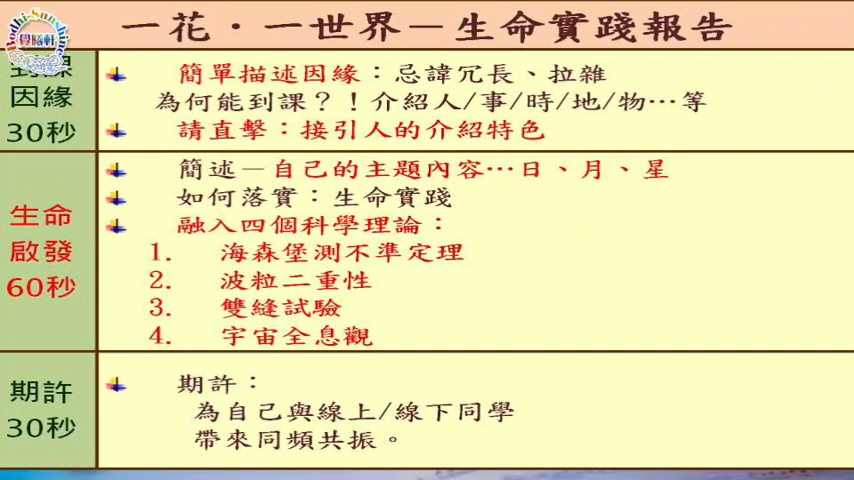 Bodhi-Sunshine
覺曦軒
一花．一世界－生命實踐報告
到課
因緣
30秒
簡單描述因緣：忌諱冗長、拉雜
為何能到課？！介紹人/事/時/地/物…等
請直擊：接引人的介紹特色
生命
啟發
60秒
簡述－自己的主題內容…日、月、星
如何落實：生命實踐
融入四個科學理論：
1. 海森堡測不準定理
2. 波粒二重性
3. 雙縫試驗
4. 宇宙全息觀
期許
30秒
期許：
為自己與線上/線下同學
帶來同頻共振。